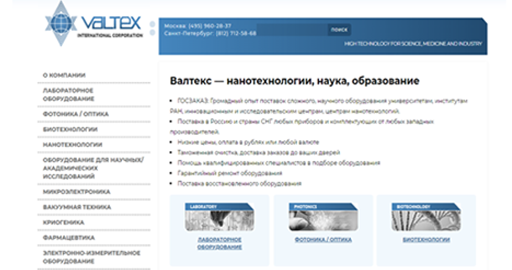 VALTEX
INTERNATIONAL CORPORATION
Москва: (495) 960-28-37
Санкт-Петербург: (812) 712-58-68
ПОИСК
HIGH TECHNOLOGY FOR SCIENCE, MEDICINE AND INDUSTRY
О КОМПАНИИ
ЛАБОРАТОРНОЕ
ОБОРУДОВАНИЕ
ФОТОНИКА / ОПТИКА
БИОТЕХНОЛОГИИ
НАНОТЕХНОЛОГИИ
ОБОРУДОВАНИЕ ДЛЯ НАУЧНЫХ/
АКАДЕМИЧЕСКИХ
ИССЛЕДОВАНИЙ
МИКРОЭЛЕКТРОНИКА
ВАКУУМНАЯ ТЕХНИКА
КРИОГЕНИКА
ФАРМАЦЕВТИКА
ЭЛЕКТРОННО-ИЗМЕРИТЕЛЬНОЕ
ОБОРУДОВАНИЕ
Валтекс — нанотехнологии, наука, образование
• ГОСЗАКАЗ: Громадный опыт поставок сложного, научного оборудования университетам, институтам
РАН, инновационным и исследовательским центрам, центрам нанотехнологий.
• Поставка в Россию и страны СНГ любых приборов и комплектующих от любых западных
производителей.
• Низкие цены, оплата в рублях или любой валюте
• Таможенная очистка, доставка заказов до ваших дверей
• Помощь квалифицированных специалистов в подборе оборудования
• Гарантийный ремонт оборудования
• Поставка восстановленного оборудования
LABORATORY
ЛАБОРАТОРНОЕ
ОБОРУДОВАНИЕ
PHOTONICS
ФОТОНИКА / ОПТИКА
BIOTECHNOLOGY
БИОТЕХНОЛОГИИ